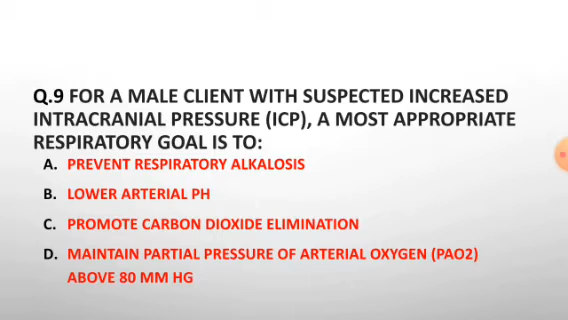 Q.9 FOR A MALE CLIENT WITH SUSPECTED INCREASED
INTRACRANIAL PRESSURE (ICP), A MOST APPROPRIATE
RESPIRATORY GOAL IS TO:
A. PREVENT RESPIRATORY ALKALOSIS
B. LOWER ARTERIAL PH
C. PROMOTE CARBON DIOXIDE ELIMINATION
D. MAINTAIN PARTIAL PRESSURE OF ARTERIAL OXYGEN (PAO2)
ABOVE 80 MM HG